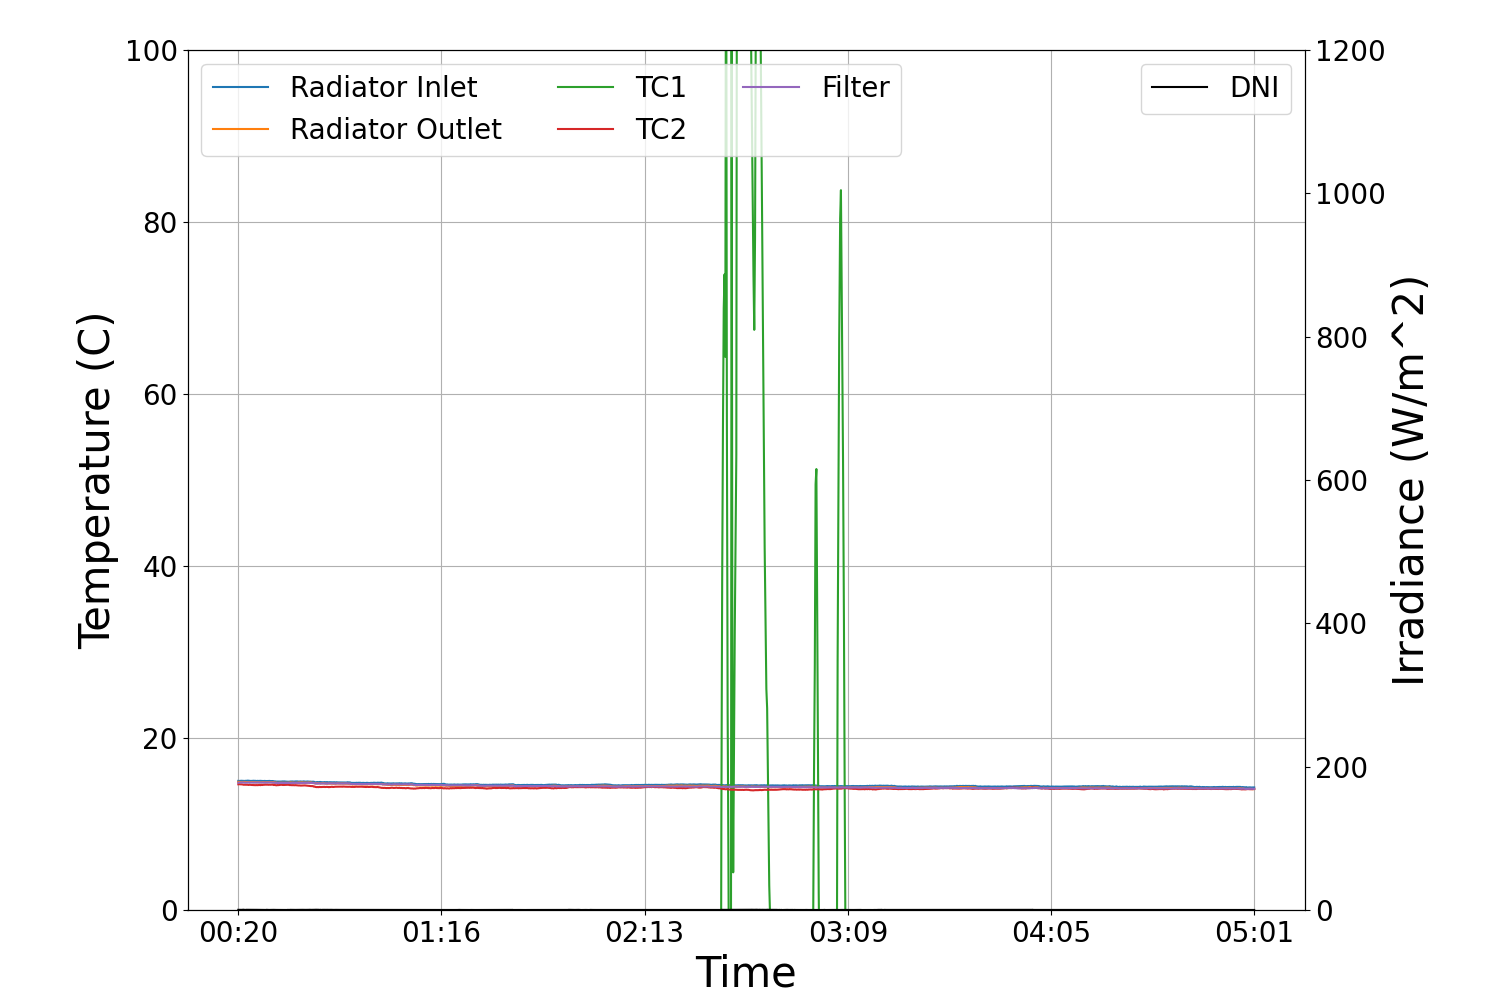 100
80
60
40
20
0
Temperature (C)
Radiator Inlet
Radiator Outlet
TC1
TC2
Filter
DNI
1200
1000
800
600
400
200
0
Irradiance (W/m^2)
00:20 01:16 02:13 03:09 04:05 05:01
Time